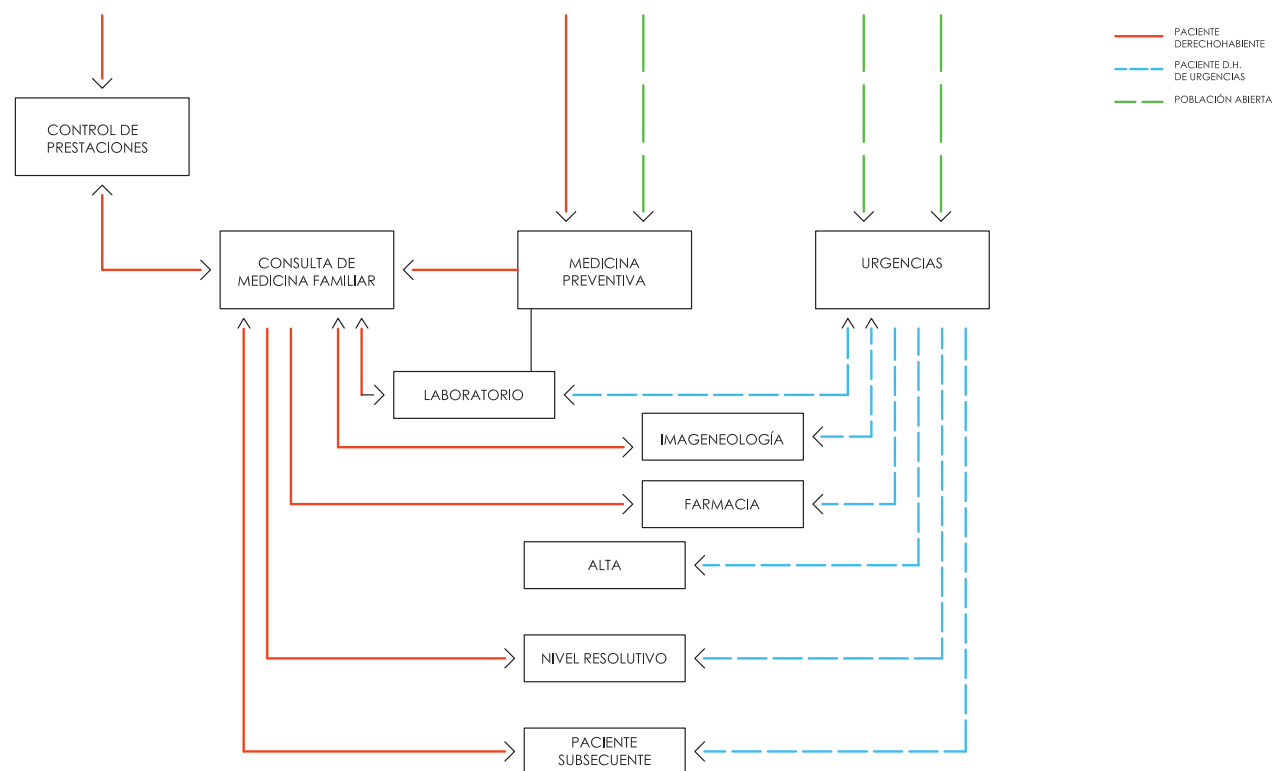 PACIENTE
DERECHOHABIENTE
PACIENTE D.H.
DE URGENCIAS
POBLACIÓN ABIERTA
CONTROL DE
PRESTACIONES
CONSULTA DE
MEDICINA FAMILIAR
MEDICINA
PREVENTIVA
URGENCIAS
LABORATORIO
IMAGENEOLOGÍA
FARMACIA
ALTA
NIVEL RESOLUTIVO
PACIENTE
SUBSECUENTE